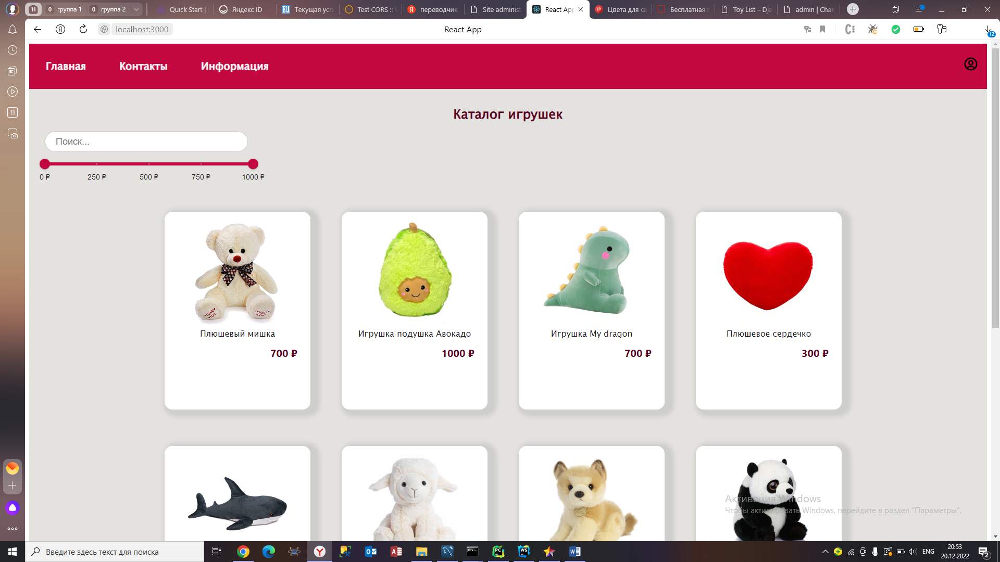 11
0 группа 1
0 группа 2
Quick Start |
Яндекс ID
Текущая усп
Test CORS ::
переводчик
Site administ
React App
Цвета для са
Бесплатная
Toy List – Dja
admin | Chan
localhost:3000
React App
12
11
Главная
Контакты
Информация
Каталог игрушек
Поиск...
0 ₽
250 ₽
500 ₽
750 ₽
1000 ₽
Плюшевый мишка
700 ₽
Игрушка подушка Авокадо
1000 ₽
Игрушка My dragon
700 ₽
Плюшевое сердечко
300 ₽
Активация Windows
Чтобы активировать Windows, перейдите в раздел "Параметры".
Введите здесь текст для поиска
ENG
20:53
20.12.2022
2